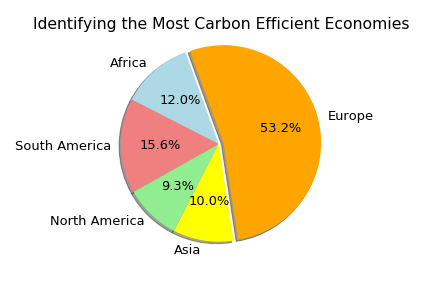 Identifying the Most Carbon Efficient Economies
Africa
12.0%
Europe
53.2%
South America
15.6%
9.3%
North America
10.0%
Asia